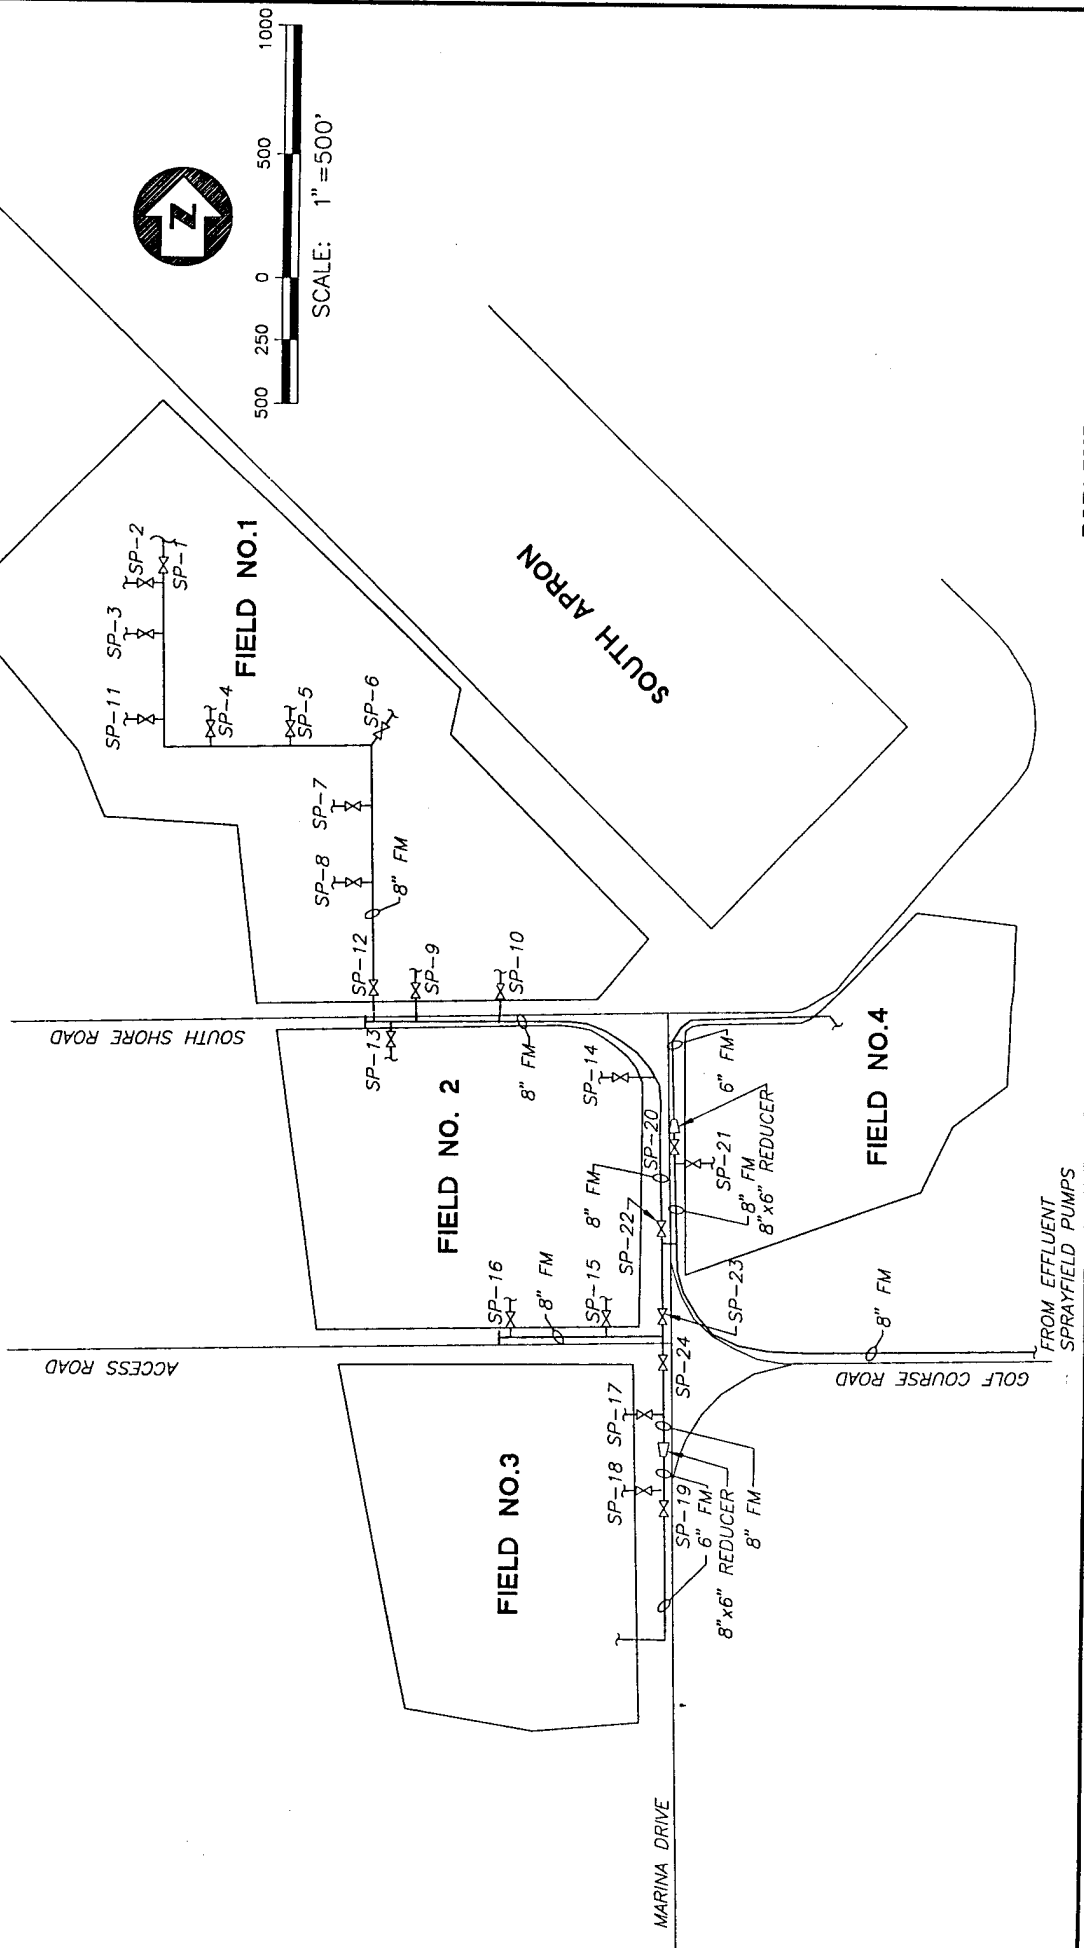 N
500
250
0
500
1000
SCALE: 1"=500'
SP-2
SP-1
SP-3
FIELD NO.1
SP-11
SP-4
SP-5
SP-6
SP-7
SP-8
8" FM
SP-12
SP-9
SP-10
SOUTH APRON
SOUTH SHORE ROAD
SP-13
8" FM
SP-14
FIELD NO. 2
SP-20
8" FM
SP-22
6" FM
SP-21
8" FM
8"x6" REDUCER
FIELD NO.4
SP-16
8" FM
SP-15
SP-23
SP-24
ACCESS ROAD
SP-17
SP-18
SP-19
6" FM
8"x6" REDUCER
8" FM
FIELD NO.3
MARINA DRIVE
GOLF COURSE ROAD
8" FM
FROM EFFLUENT
SPRAYFIELD PUMPS